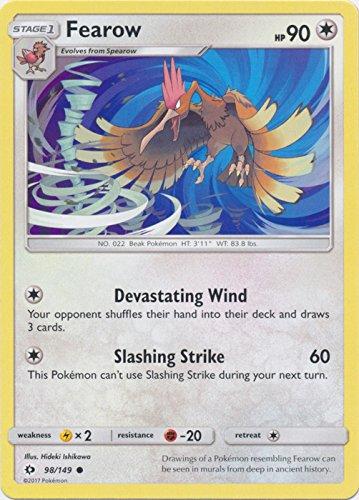 STAGE 1 Fearow HP 90
Evolves from Spearow
NO. 022 Beak Pokémon HT: 3'11" WT: 83.8 lbs.
Devastating Wind
Your opponent shuffles their hand into their deck and draws
3 cards.
Slashing Strike 60
This Pokémon can't use Slashing Strike during your next turn.
weakness ×2 resistance -20 retreat
Illus. Hideki Ishikawa
98/149
©2017 Pokémon
Drawings of a Pokémon resembling Fearow can
be seen in murals from deep in ancient history.